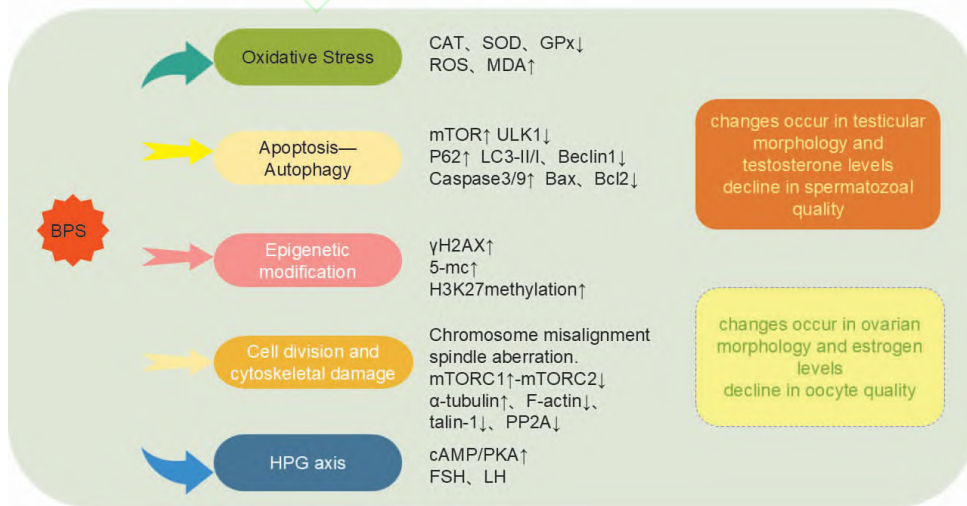 BPS
Oxidative Stress
CAT、SOD、GPx↓
ROS、MDA↑
Apoptosis—
Autophagy
mTOR↑ ULK1↓
P62↑ LC3-II/I、Beclin1↓
Caspase3/9↑ Bax、Bcl2↓
Epigenetic
modification
γH2AX↑
5-mc↑
H3K27methylation↑
Cell division and
cytoskeletal damage
Chromosome misalignment
spindle aberration.
mTORC1↑-mTORC2↓
α-tubulin↑、F-actin↓、
talin-1↓、PP2A↓
HPG axis
cAMP/PKA↑
FSH、LH
changes occur in testicular
morphology and
testosterone levels
decline in spermatozoal
quality
changes occur in ovarian
morphology and estrogen
levels
decline in oocyte quality